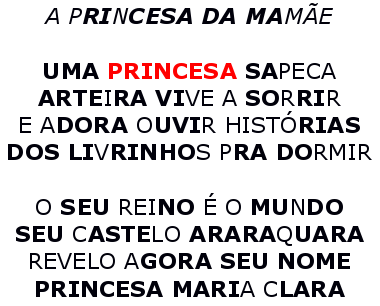 A PRINCESA DA MAMÃE
UMA PRINCESA SAPECA
ARTEIRA VIVE A SORRIR
E ADORA OUVIR HISTÓRIAS
DOS LIVRINHOS PRA DORMIR
O SEU REINO É O MUNDO
SEU CASTELO ARARAQUARA
REVELO AGORA SEU NOME
PRINCESA MARIA CLARA